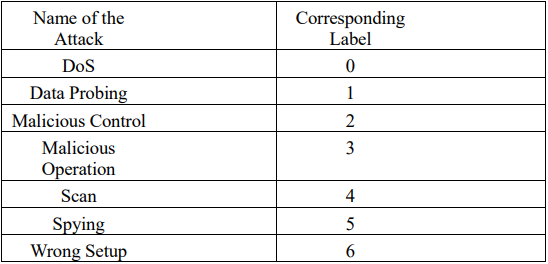 Name of the Corresponding
Attack Label
DoS 0
Data Probing 1
Malicious Control 2
Malicious 3
Operation
Scan 4
Spying 5
Wrong Setup 6